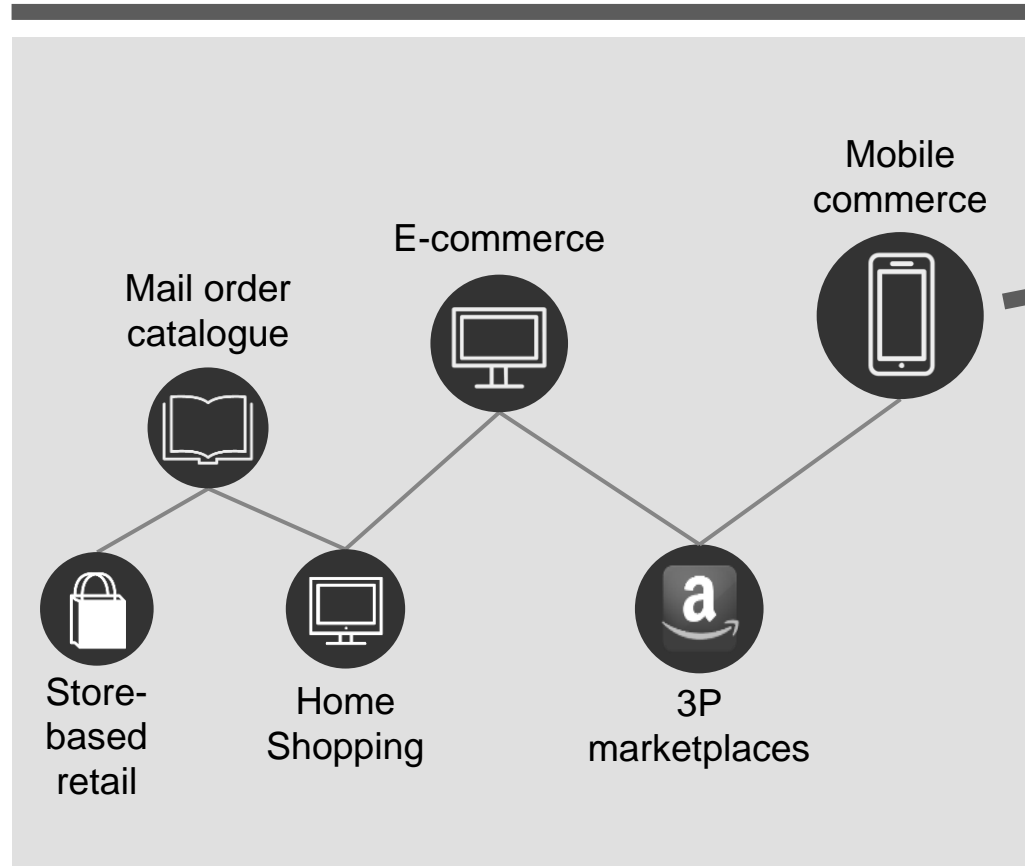 Mobile
commerce
E-commerce
Mail order
catalogue
a
Store-
based
retail
Home
Shopping
3P
marketplaces